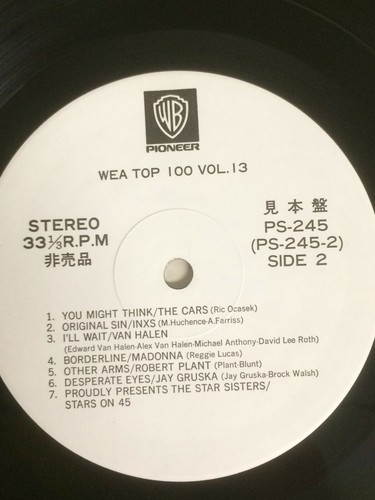 WB
PIONEER
WEA TOP 100 VOL.13
STEREO
33⅓R.P.M
非売品
見本盤
PS-245
(PS-245-2)
SIDE 2
1. YOU MIGHT THINK/THE CARS (Ric Ocasek)
2. ORIGINAL SIN/INXS (M.Huchence-A.Farriss)
3. I'LL WAIT/VAN HALEN
(Edward Van Halen-Alex Van Halen-Michael Anthony-David Lee Roth)
4. BORDERLINE/MADONNA (Reggie Lucas)
5. OTHER ARMS/ROBERT PLANT (Plant-Blunt)
6. DESPERATE EYES/JAY GRUSKA (Jay Gruska-Brock Walsh)
7. PROUDLY PRESENTS THE STAR SISTERS/
STARS ON 45